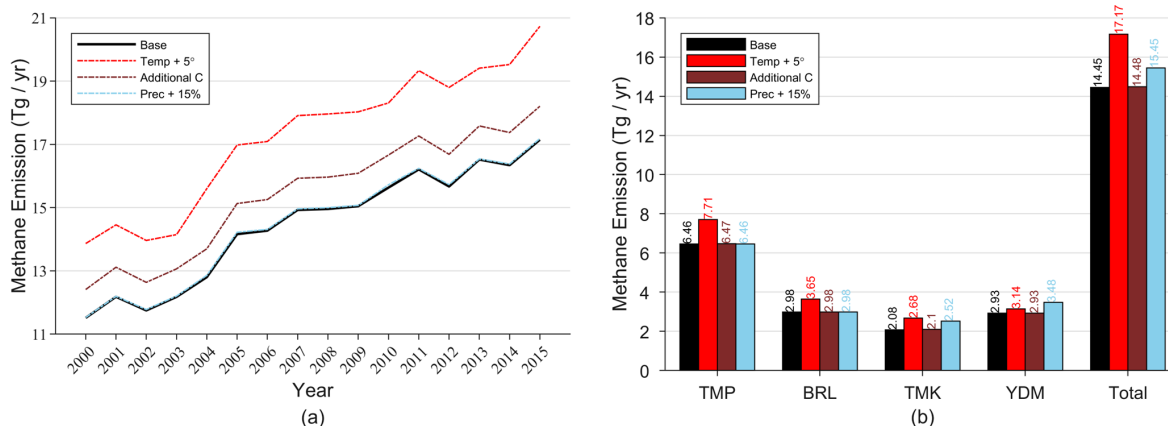 21
19
17
15
13
11
Methane Emission (Tg / yr)
Base
Temp + 5°
Additional C
Prec + 15%
2000 2001 2002 2003 2004 2005 2006 2007 2008 2009 2010 2011 2012 2013 2014 2015
Year
(a)
18
16
14
12
10
8
6
4
2
0
Methane Emission (Tg / yr)
Base
Temp + 5°
Additional C
Prec + 15%
6.46 7.71 6.47 6.46
2.98 3.65 2.98 2.98
2.08 2.68 2.1 2.52
2.93 3.14 2.93 3.48
14.45 17.17 14.48 15.45
TMP BRL TMK YDM Total
(b)